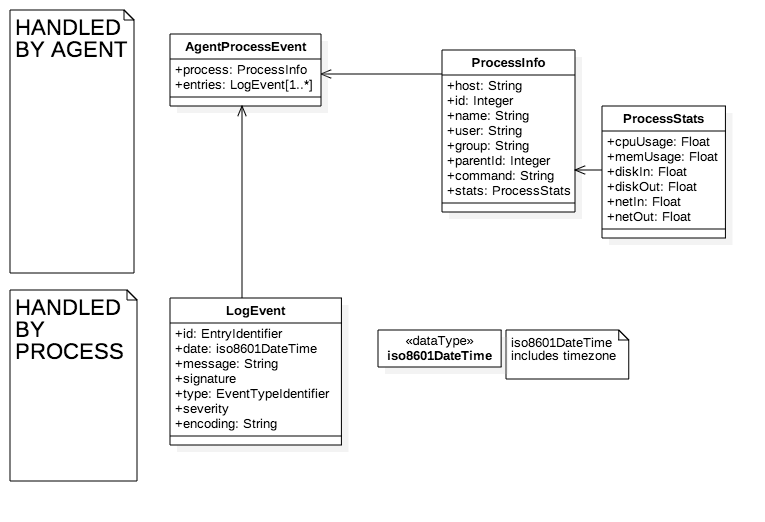 HANDLED
BY AGENT
AgentProcessEvent
+process: ProcessInfo
+entries: LogEvent[1..*]
ProcessInfo
+host: String
+id: Integer
+name: String
+user: String
+group: String
+parentId: Integer
+command: String
+stats: ProcessStats
ProcessStats
+cpuUsage: Float
+memUsage: Float
+diskIn: Float
+diskOut: Float
+netIn: Float
+netOut: Float
HANDLED
BY
PROCESS
LogEvent
+id: EntryIdentifier
+date: iso8601DateTime
+message: String
+signature
+type: EventTypeIdentifier
+severity
+encoding: String
«dataType»
iso8601DateTime
iso8601DateTime
includes timezone